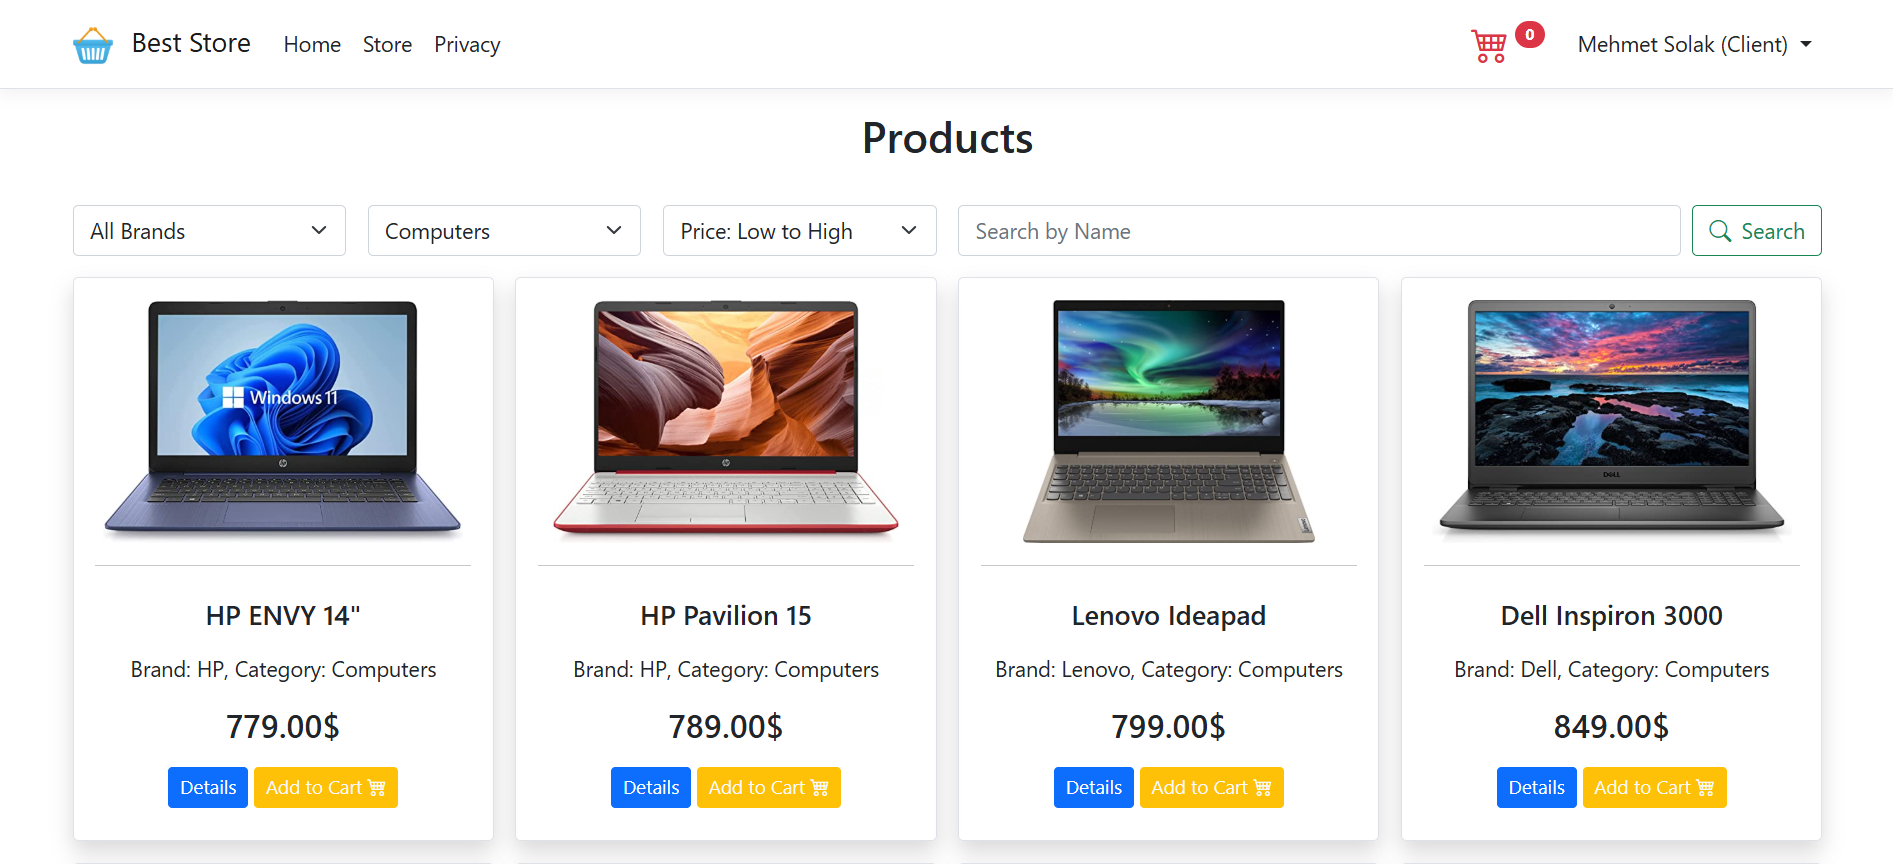 Best Store Home Store Privacy 0 Mehmet Solak (Client)
Products
All Brands Computers Price: Low to High Search by Name Search
Windows 11
DELL
HP ENVY 14" HP Pavilion 15 Lenovo Ideapad Dell Inspiron 3000
Brand: HP, Category: Computers Brand: HP, Category: Computers Brand: Lenovo, Category: Computers Brand: Dell, Category: Computers
779.00$ 789.00$ 799.00$ 849.00$
Details Add to Cart Details Add to Cart Details Add to Cart Details Add to Cart